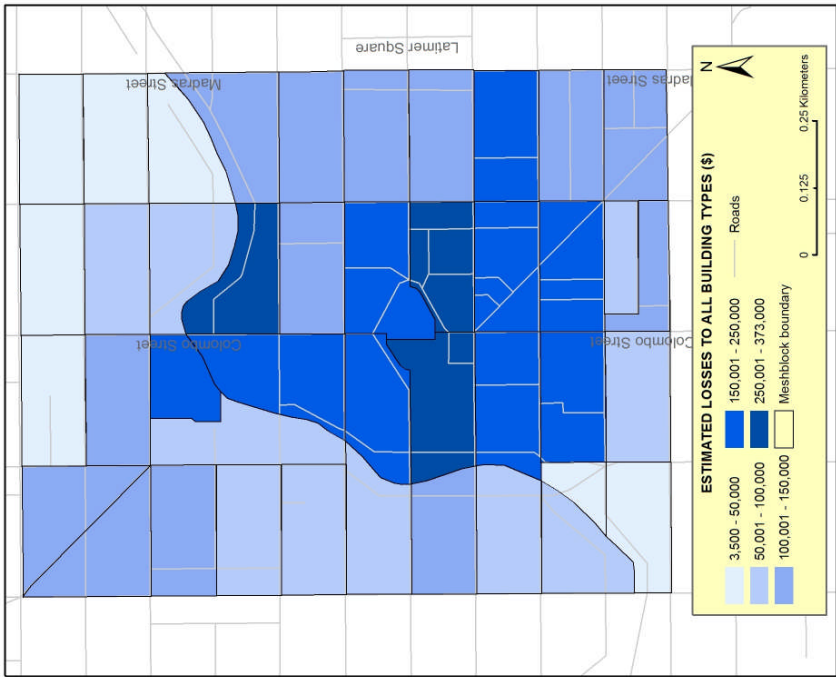 Latimer Square
Madras Street
Madras Street
Colombo Street
Colombo Street
ESTIMATED LOSSES TO ALL BUILDING TYPES ($)
3,500 - 50,000
50,001 - 100,000
100,001 - 150,000
150,001 - 250,000
250,001 - 373,000
Meshblock boundary
Roads
N
0 0.125 0.25 Kilometers